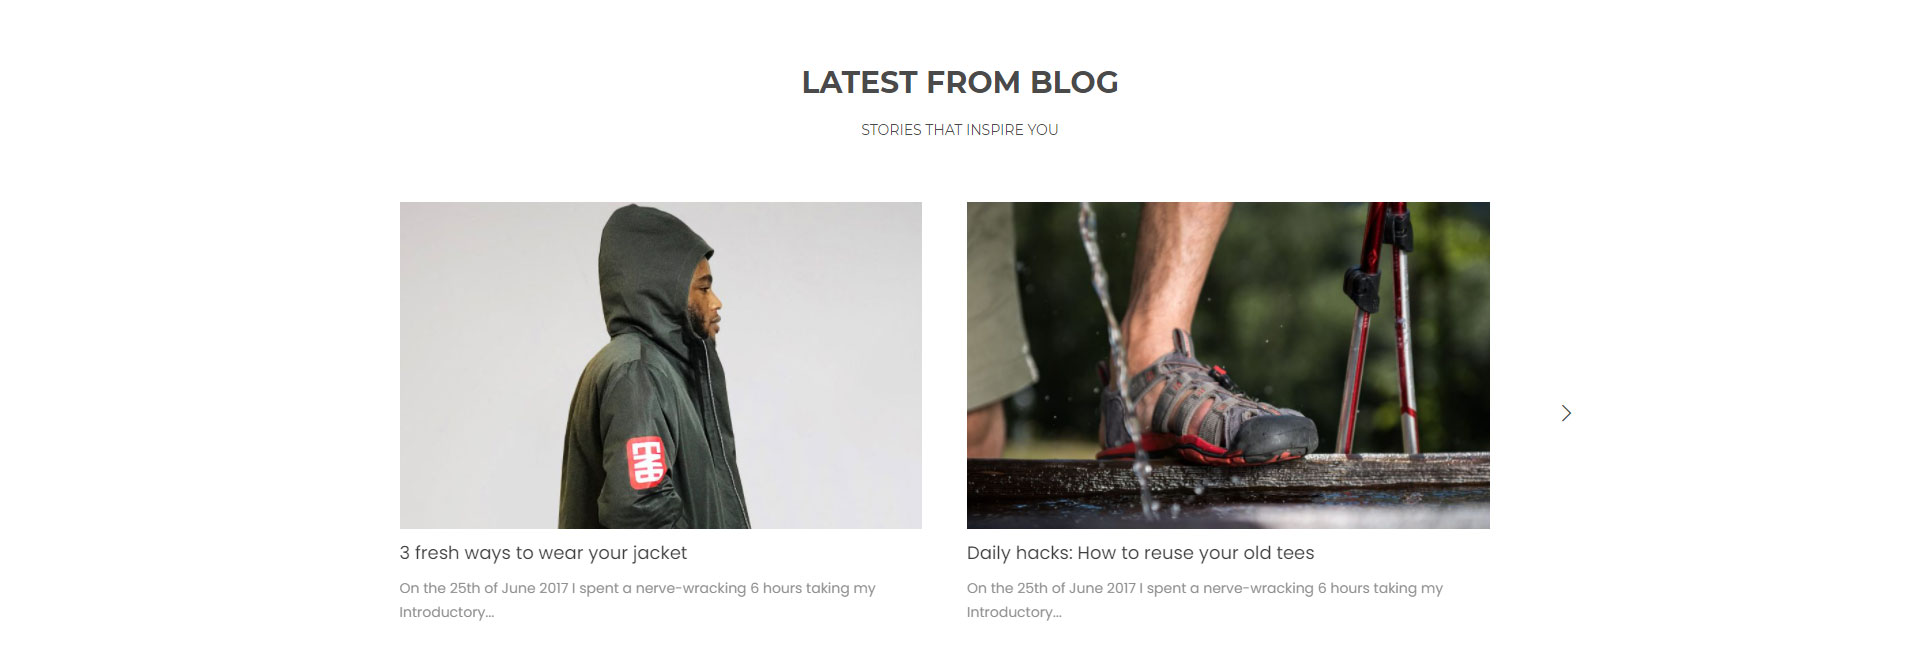 LATEST FROM BLOG
STORIES THAT INSPIRE YOU
END
3 fresh ways to wear your jacket
On the 25th of June 2017 I spent a nerve-wracking 6 hours taking my
Introductory...
Daily hacks: How to reuse your old tees
On the 25th of June 2017 I spent a nerve-wracking 6 hours taking my
Introductory...